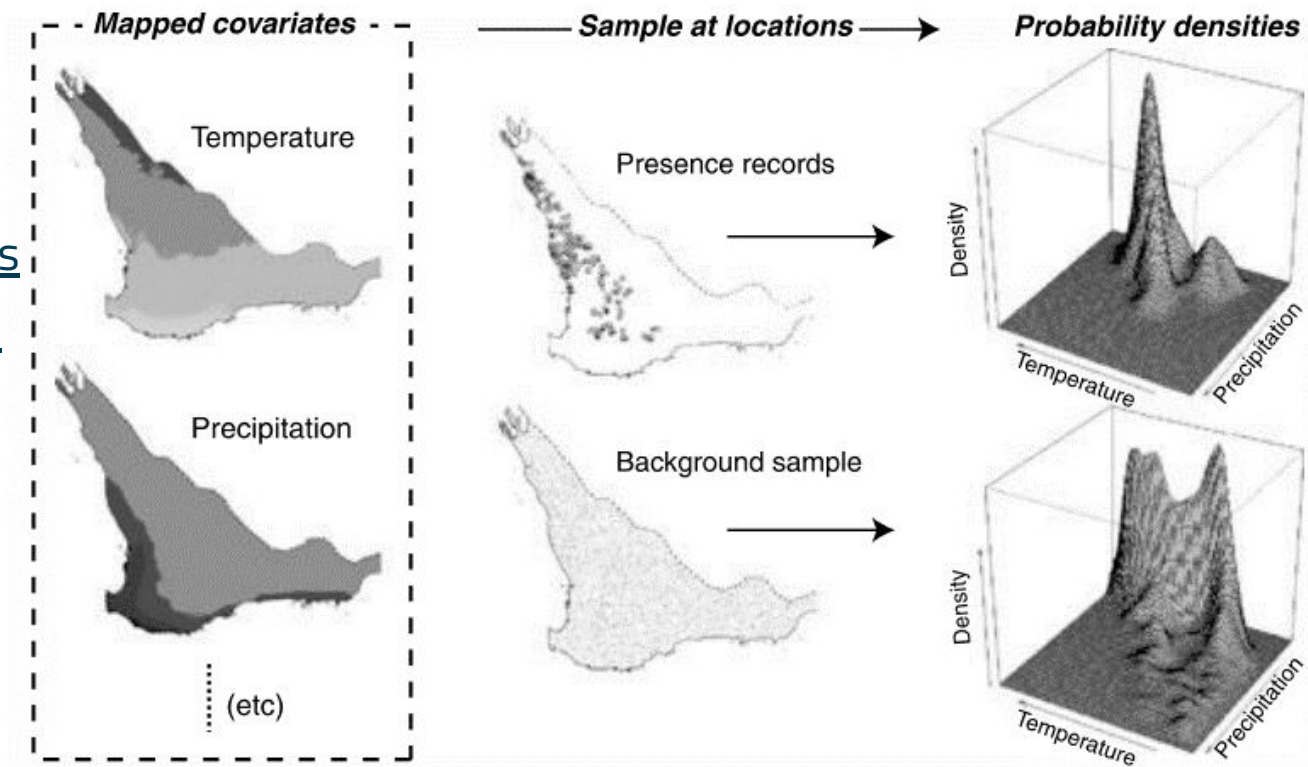 Mapped covariates
Sample at locations
Probability densities
Temperature
Presence records
Density
Temperature
Precipitation
s
Precipitation
Background sample
Density
Temperature
Precipitation
(etc)